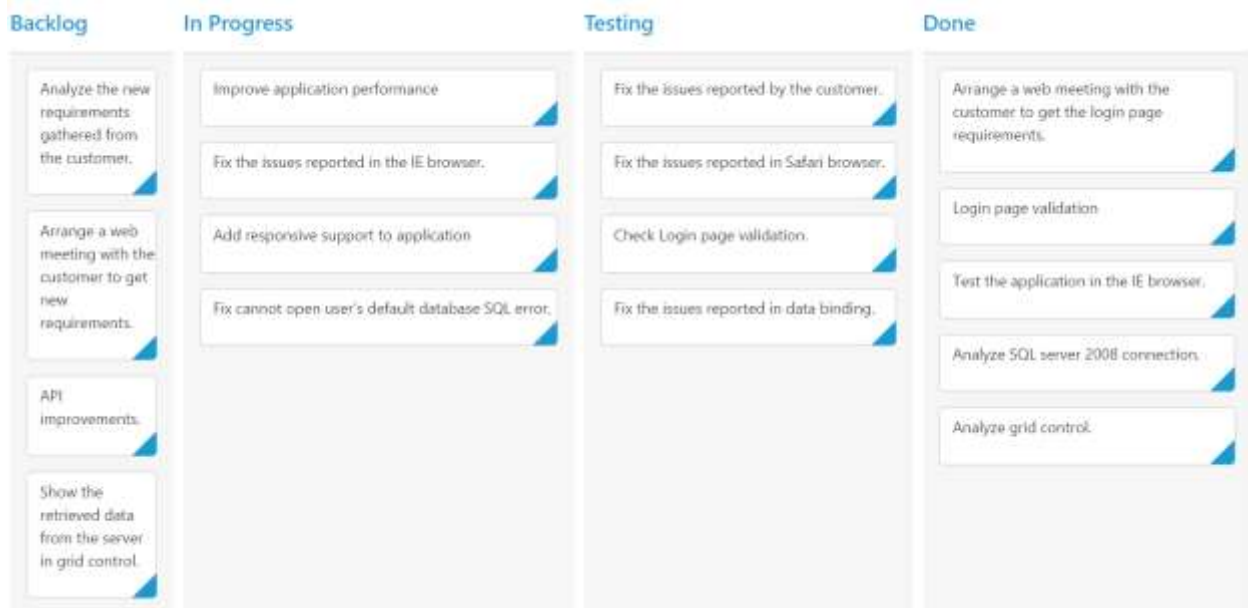 Backlog
In Progress
Testing
Done
Analyze the new
requirements
gathered from
the customer.
Arrange a web
meeting with the
customer to get
new
requirements.
API
improvements.
Show the
retrieved data
from the server
in grid control.
Improve application performance
Fix the issues reported in the IE browser.
Add responsive support to application
Fix cannot open user's default database SQL error.
Fix the issues reported by the customer.
Fix the issues reported in Safari browser.
Check Login page validation.
Fix the issues reported in data binding.
Arrange a web meeting with the
customer to get the login page
requirements.
Login page validation
Test the application in the IE browser.
Analyze SQL server 2008 connection.
Analyze grid control.